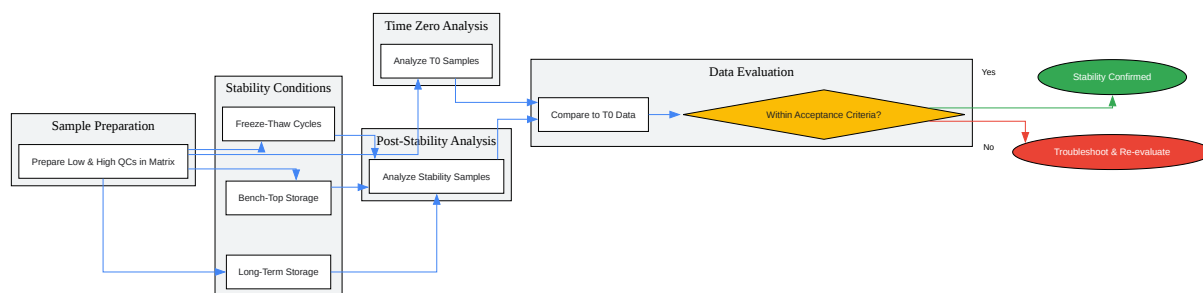 Sample Preparation
Prepare Low & High QCs in Matrix
Stability Conditions
Freeze-Thaw Cycles
Bench-Top Storage
Long-Term Storage
Time Zero Analysis
Analyze T0 Samples
Post-Stability Analysis
Analyze Stability Samples
Data Evaluation
Compare to T0 Data
Within Acceptance Criteria?
Yes
No
Stability Confirmed
Troubleshoot & Re-evaluate